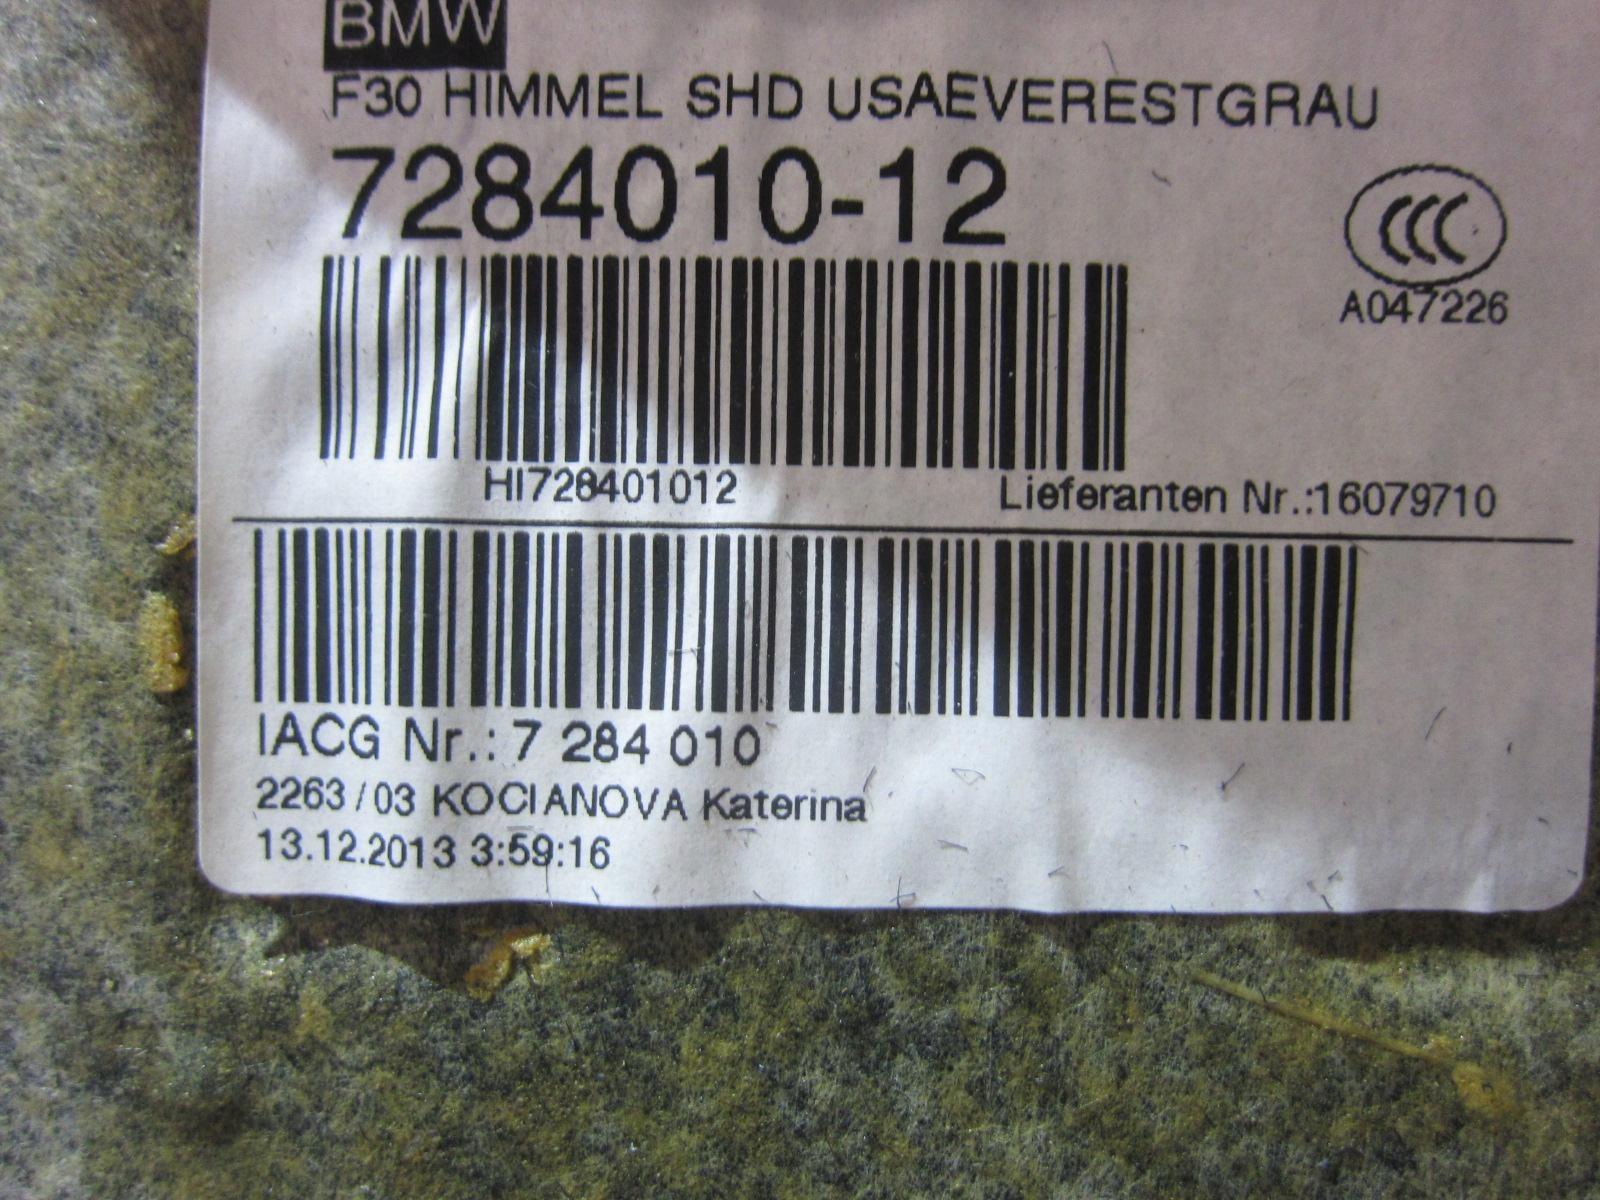 BMW
F30 HIMMEL SHD USAEVERESTGRAU
7284010-12
CCC
A047226
HI728401012
Lieferanten Nr.:16079710
IACG Nr.: 7 284 010
2263/03 KOCIANOVA Katerina
13.12.2013 3:59:16